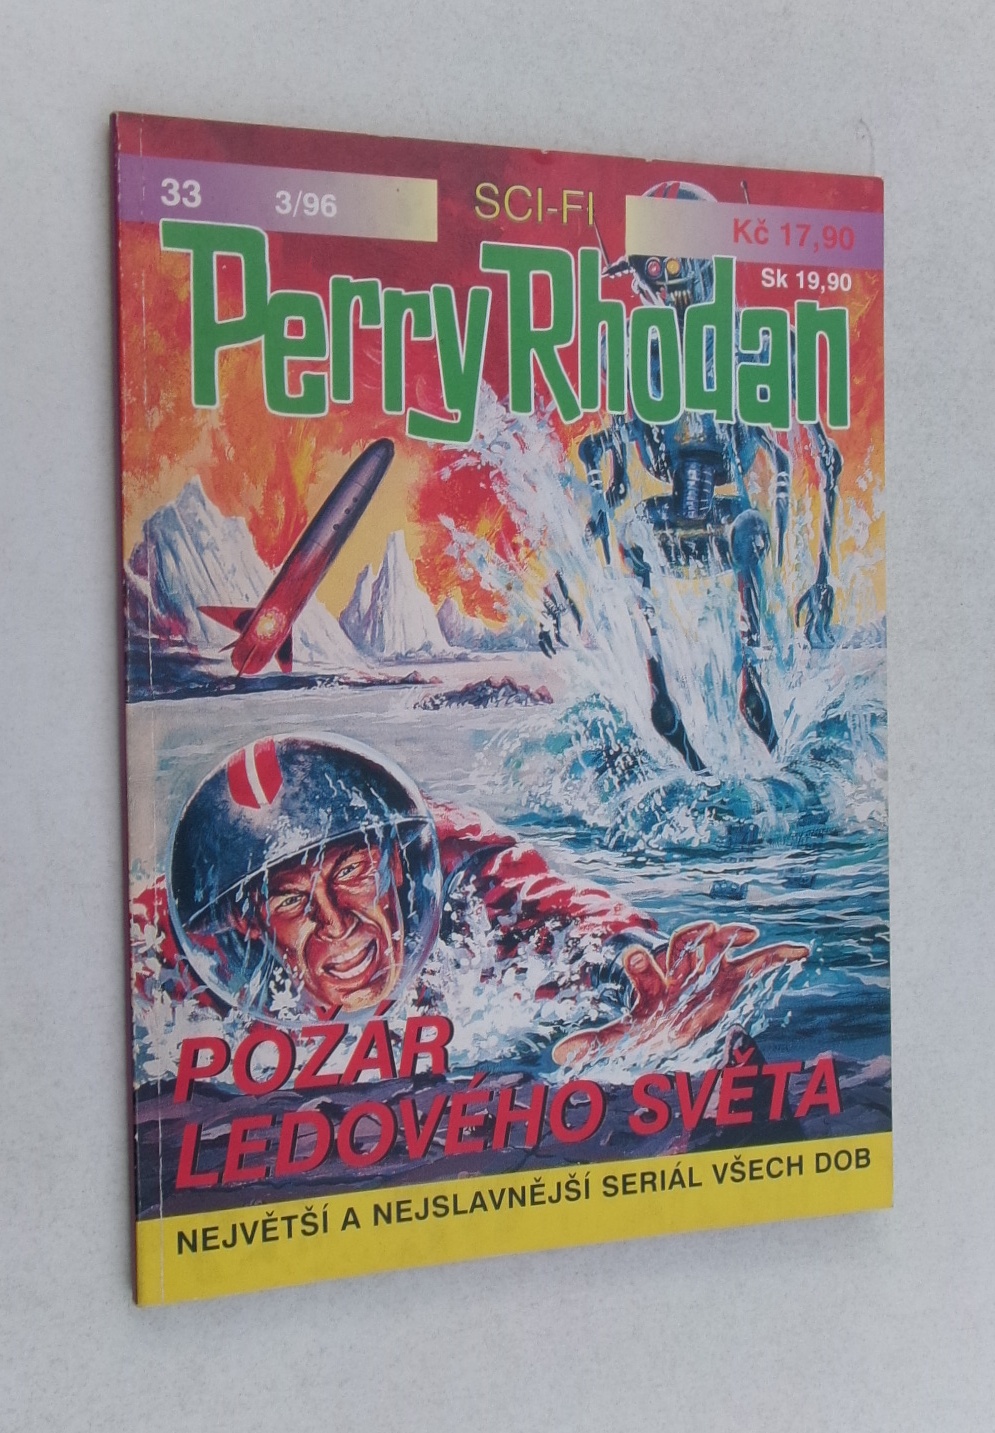 33 3/96 SCI-FI Kč 17,90
Sk 19,90
Perry Rhodan
POŽÁR
LEDOVÉHO SVĚTA
NEJVĚTŠÍ A NEJSLAVNĚJŠÍ SERIÁL VŠECH DOB